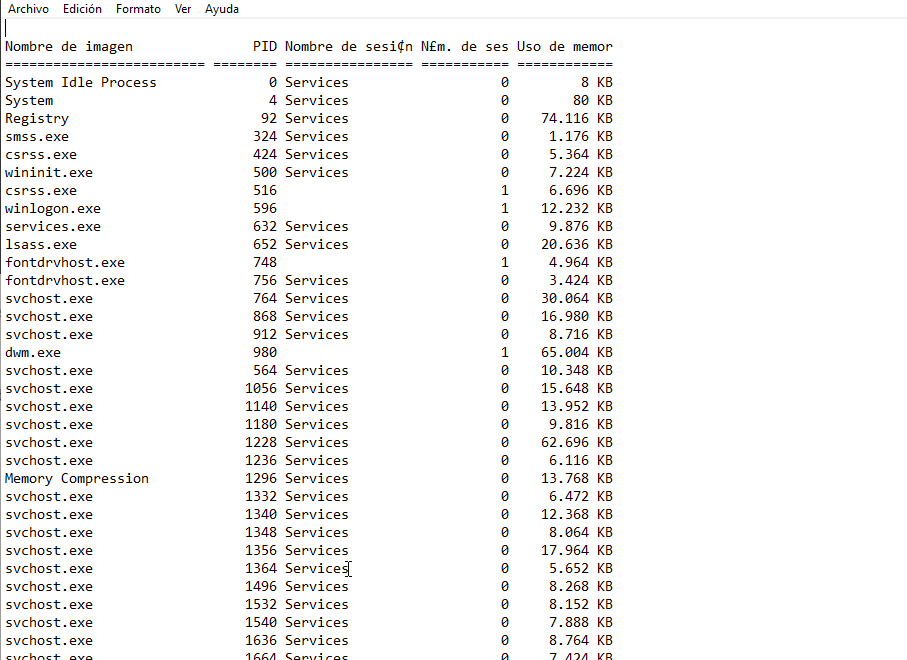 Archivo Edición Formato Ver Ayuda
Nombre de imagen PID Nombre de sesi¢n N£m. de ses Uso de memor
========================= ======== ================ =========== ============
System Idle Process 0 Services 0 8 KB
System 4 Services 0 80 KB
Registry 92 Services 0 74.116 KB
smss.exe 324 Services 0 1.176 KB
csrss.exe 424 Services 0 5.364 KB
wininit.exe 500 Services 0 7.224 KB
csrss.exe 516 1 6.696 KB
winlogon.exe 596 1 12.232 KB
services.exe 632 Services 0 9.876 KB
lsass.exe 652 Services 0 20.636 KB
fontdrvhost.exe 748 1 4.964 KB
fontdrvhost.exe 756 Services 0 3.424 KB
svchost.exe 764 Services 0 30.064 KB
svchost.exe 868 Services 0 16.980 KB
svchost.exe 912 Services 0 8.716 KB
dwm.exe 980 1 65.004 KB
svchost.exe 564 Services 0 10.348 KB
svchost.exe 1056 Services 0 15.648 KB
svchost.exe 1140 Services 0 13.952 KB
svchost.exe 1180 Services 0 9.816 KB
svchost.exe 1228 Services 0 62.696 KB
svchost.exe 1236 Services 0 6.116 KB
Memory Compression 1296 Services 0 13.768 KB
svchost.exe 1332 Services 0 6.472 KB
svchost.exe 1340 Services 0 12.368 KB
svchost.exe 1348 Services 0 8.064 KB
svchost.exe 1356 Services 0 17.964 KB
svchost.exe 1364 Services 0 5.652 KB
svchost.exe 1496 Services 0 8.268 KB
svchost.exe 1532 Services 0 8.152 KB
svchost.exe 1540 Services 0 7.888 KB
svchost.exe 1636 Services 0 8.764 KB
svchost.exe 1664 Services 0 7.424 KB